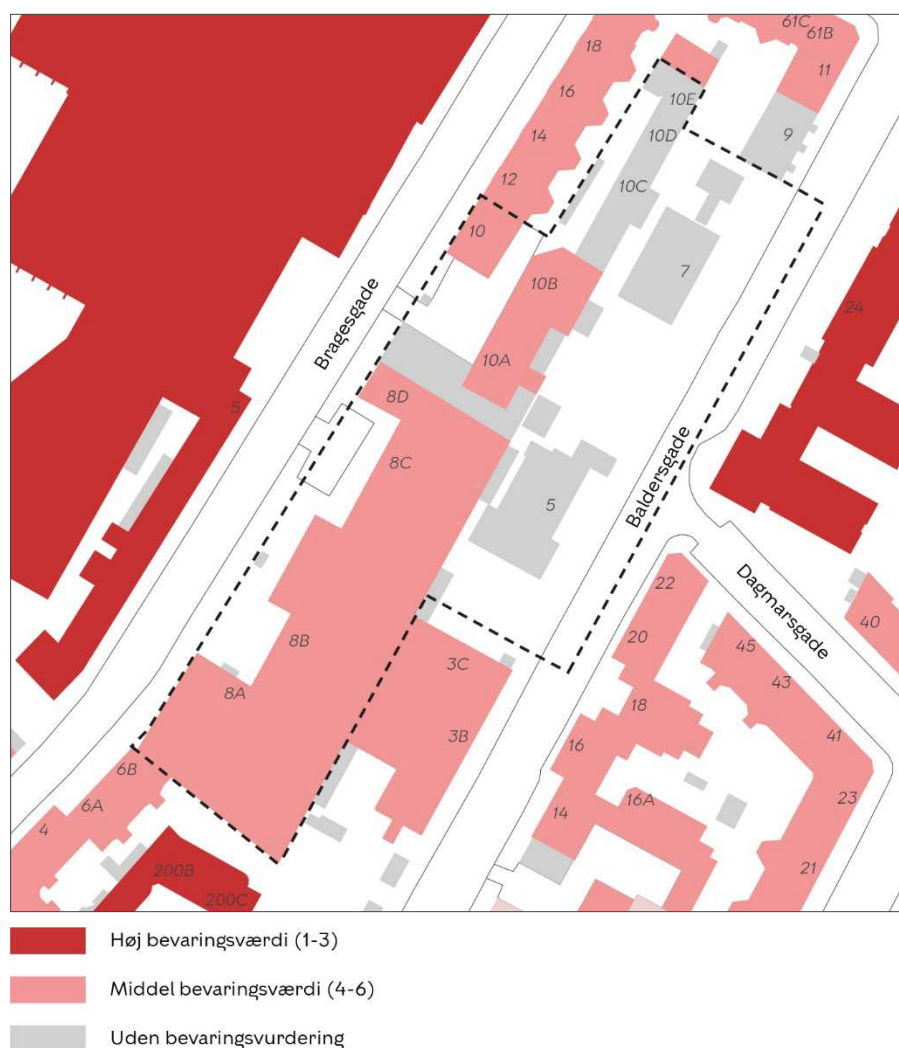 61C
61B
18
11
16
10E
14
10D
9
12
10C
10
7
10B
24
Bragesgade
10A
8D
5
8C
5
Baldersgade
22
Dagmarsgade
40
20
45
8B
3C
43
8A
18
3B
41
16
6B
16A
23
6A
14
4
21
200B
200C
Høj bevaringsværdi (1-3)
Middel bevaringsværdi (4-6)
Uden bevaringsvurdering